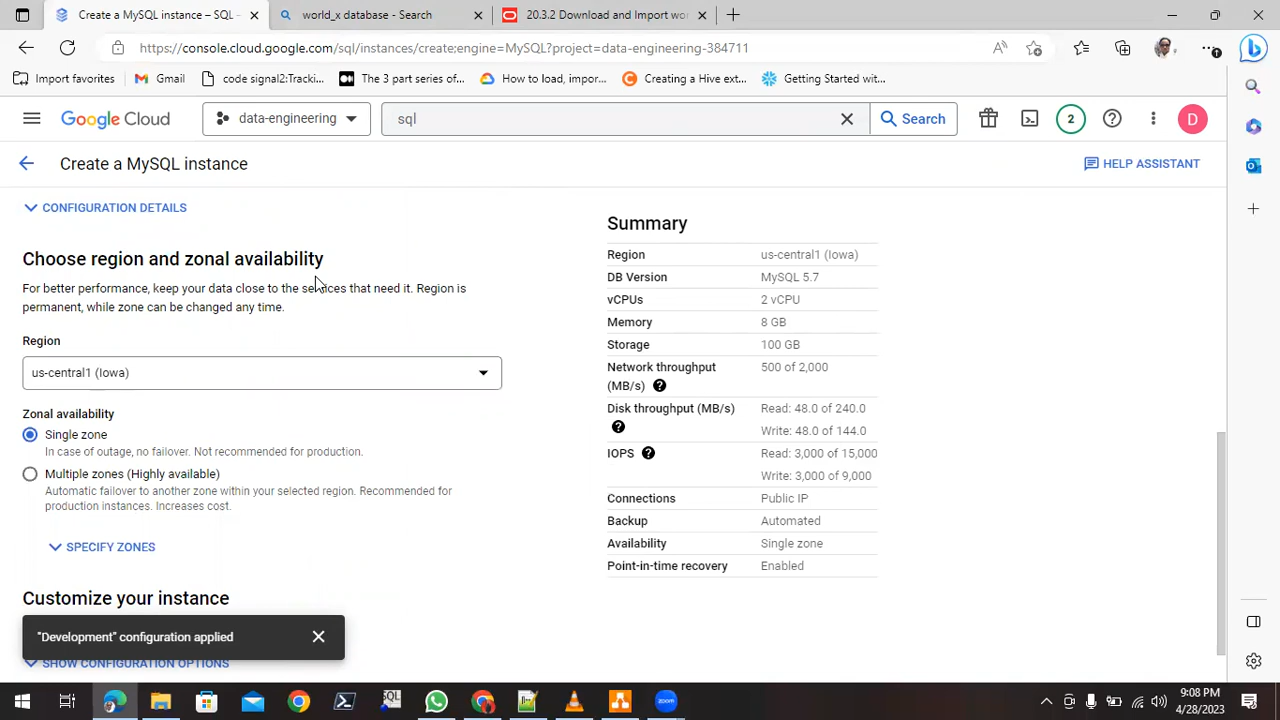 Create a MySQL instance – SQL –
world_x database - Search
20.3.2 Download and Import wo
https://console.cloud.google.com/sql/instances/create;engine=MySQL?project=data-engineering-384711
Import favorites
Gmail
code signal2:Tracki...
The 3 part series of...
How to load, impor...
Creating a Hive ext...
Getting Started wit...
Google Cloud
data-engineering
sql
Search
2
D
Create a MySQL instance
HELP ASSISTANT
CONFIGURATION DETAILS
Choose region and zonal availability
For better performance, keep your data close to the services that need it. Region is
permanent, while zone can be changed any time.
Region
us-central1 (Iowa)
Zonal availability
Single zone
In case of outage, no failover. Not recommended for production.
Multiple zones (Highly available)
Automatic failover to another zone within your selected region. Recommended for
production instances. Increases cost.
SPECIFY ZONES
Customize your instance
"Development" configuration applied
SHOW CONFIGURATION OPTIONS
Summary
Region us-central1 (Iowa)
DB Version MySQL 5.7
vCPUs 2 vCPU
Memory 8 GB
Storage 100 GB
Network throughput 500 of 2,000
(MB/s)
Disk throughput (MB/s) Read: 48.0 of 240.0
Write: 48.0 of 144.0
IOPS Read: 3,000 of 15,000
Write: 3,000 of 9,000
Connections Public IP
Backup Automated
Availability Single zone
Point-in-time recovery Enabled
SQL
zoom
9:08 PM
4/28/2023